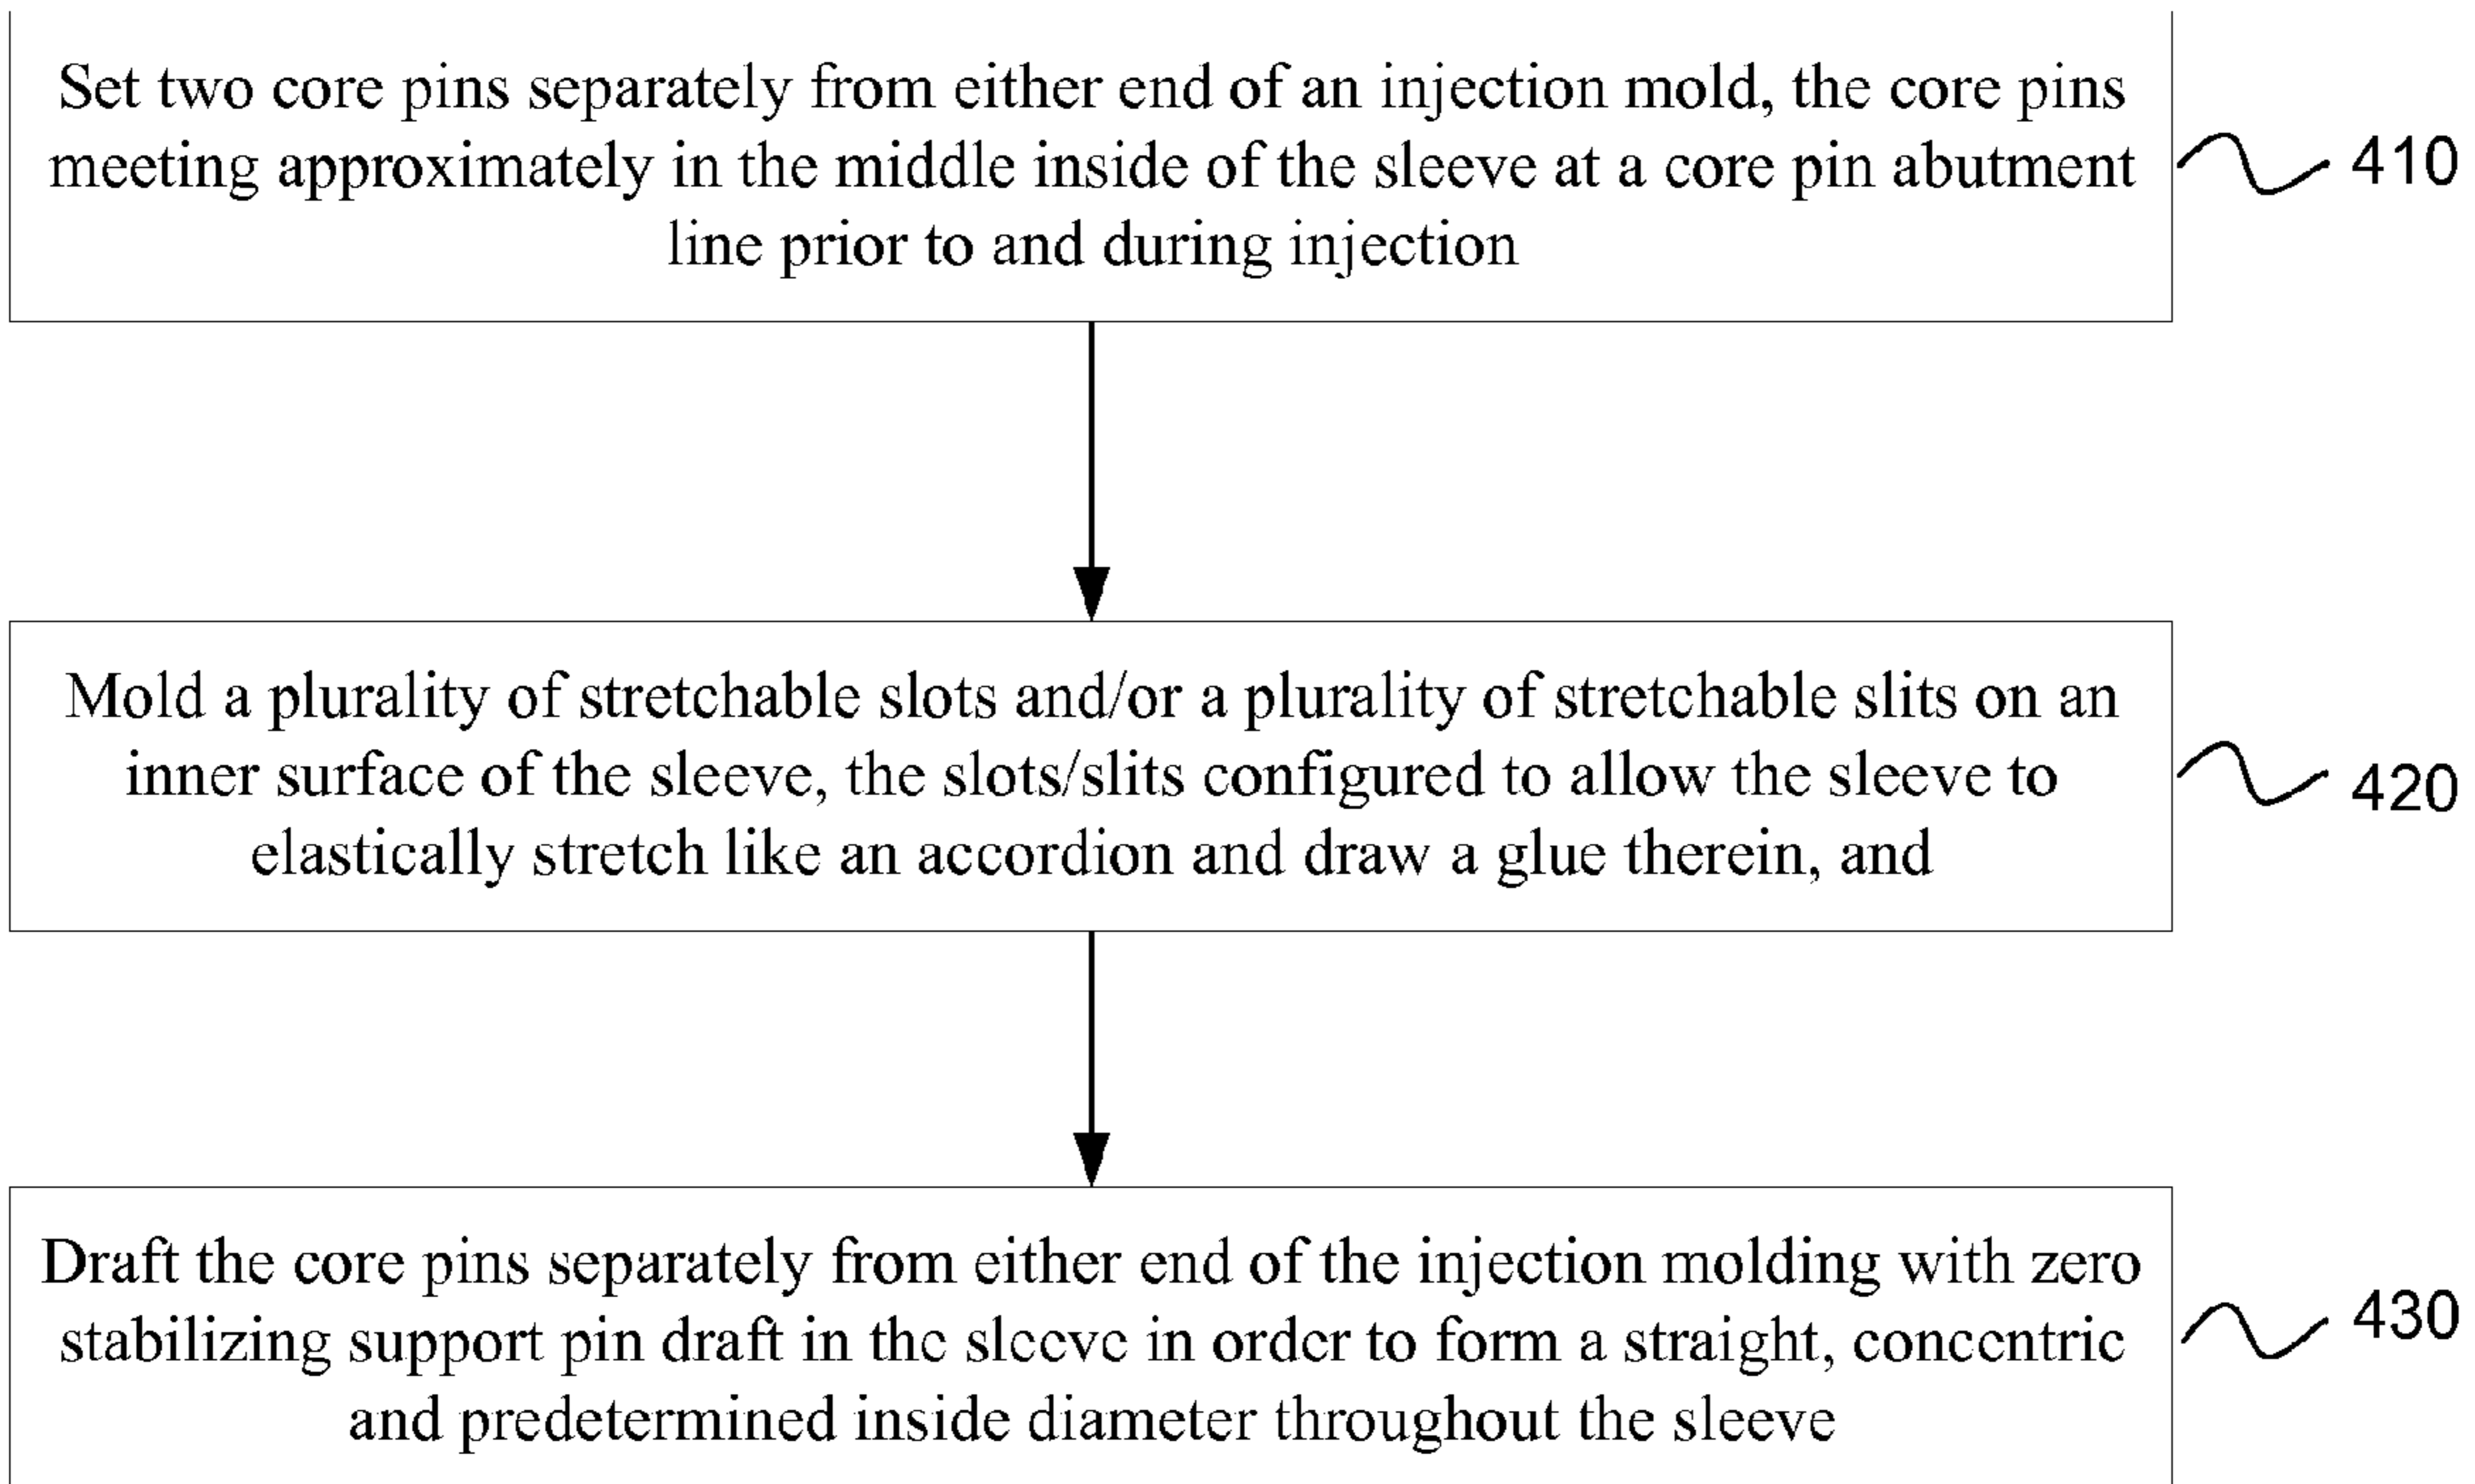 Set two core pins separately from either end of an injection mold, the core pins
meeting approximately in the middle inside of the sleeve at a core pin abutment
line prior to and during injection
410
Mold a plurality of stretchable slots and/or a plurality of stretchable slits on an
inner surface of the sleeve, the slots/slits configured to allow the sleeve to
elastically stretch like an accordion and draw a glue therein, and
420
Draft the core pins separately from either end of the injection molding with zero
stabilizing support pin draft in the sleeve in order to form a straight, concentric
and predetermined inside diameter throughout the sleeve
430